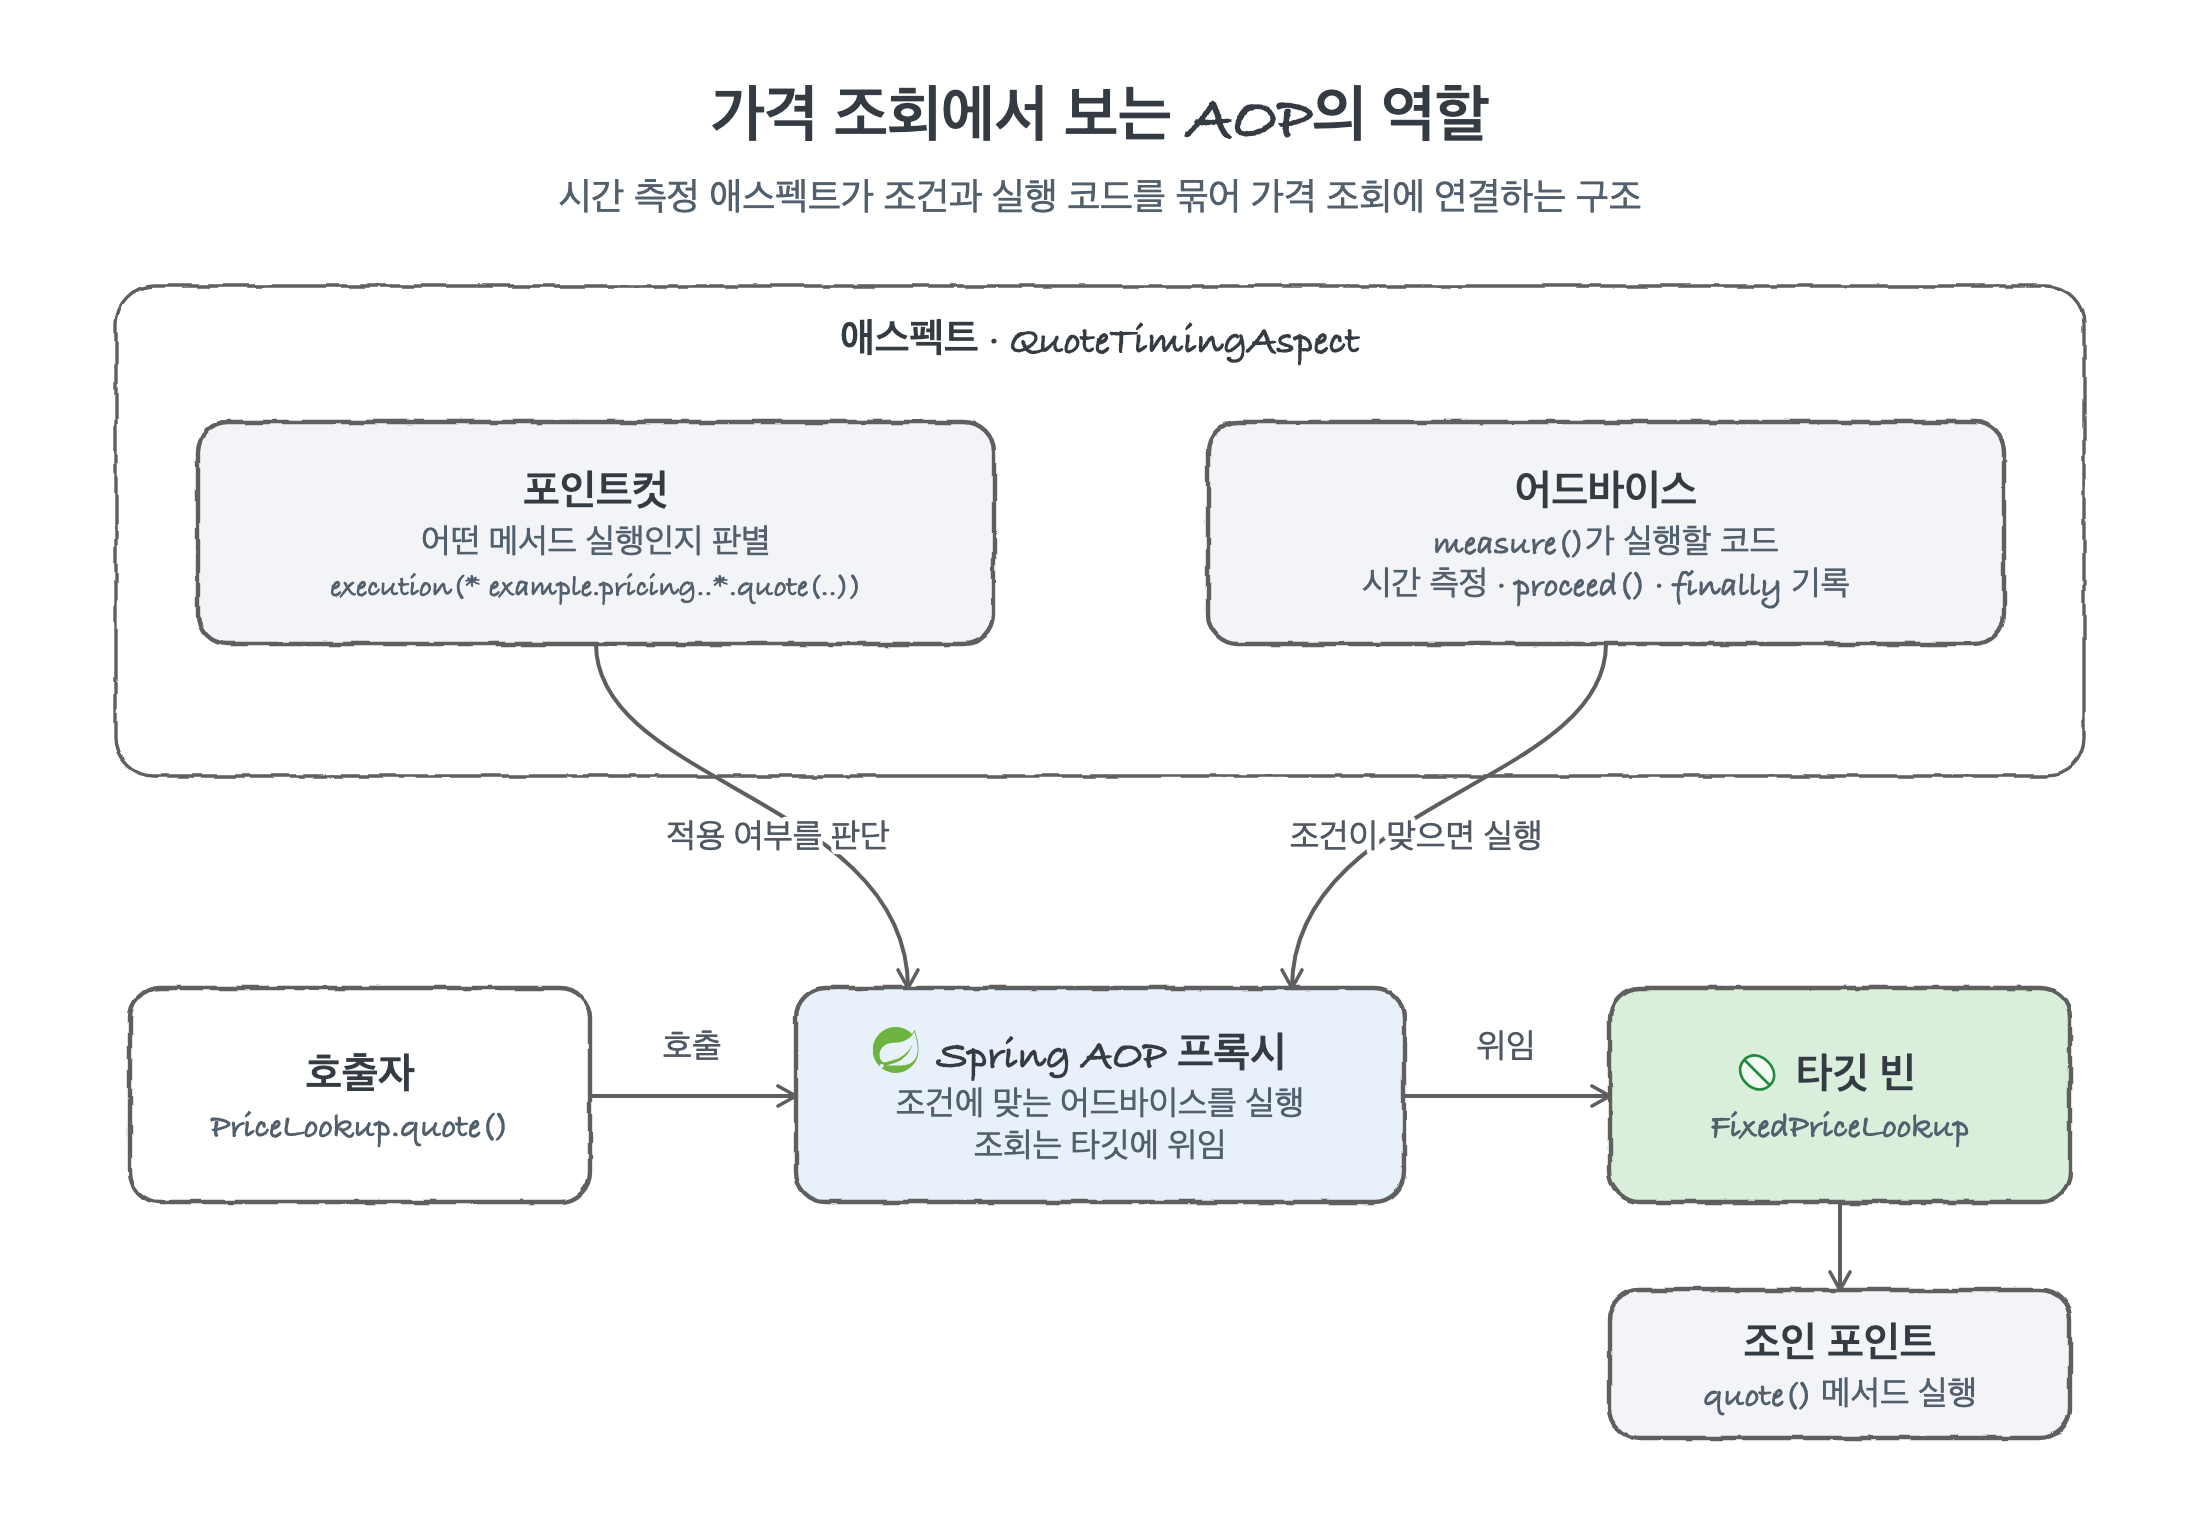 가격 조회에서 보는 AOP의 역할
시간 측정 애스펙트가 조건과 실행 코드를 묶어 가격 조회에 연결하는 구조
애스펙트 · QuoteTimingAspect
포인트컷
어떤 메서드 실행인지 판별
execution(* example.pricing..*.quote(..))
어드바이스
measure()가 실행할 코드
시간 측정 · proceed() · finally 기록
적용 여부를 판단
조건이 맞으면 실행
호출자
PriceLookup.quote()
호출
Spring AOP 프록시
조건에 맞는 어드바이스를 실행
조회는 타깃에 위임
위임
타깃 빈
FixedPriceLookup
조인 포인트
quote() 메서드 실행